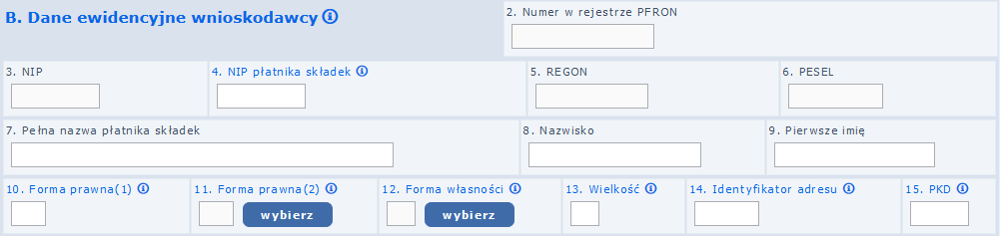 B. Dane ewidencyjne wnioskodawcy
2. Numer w rejestrze PFRON
3. NIP
4. NIP płatnika składek
5. REGON
6. PESEL
7. Pełna nazwa płatnika składek
8. Nazwisko
9. Pierwsze imię
10. Forma prawna(1)
11. Forma prawna(2)
12. Forma własności
13. Wielkość
14. Identyfikator adresu
15. PKD
wybierz
wybierz